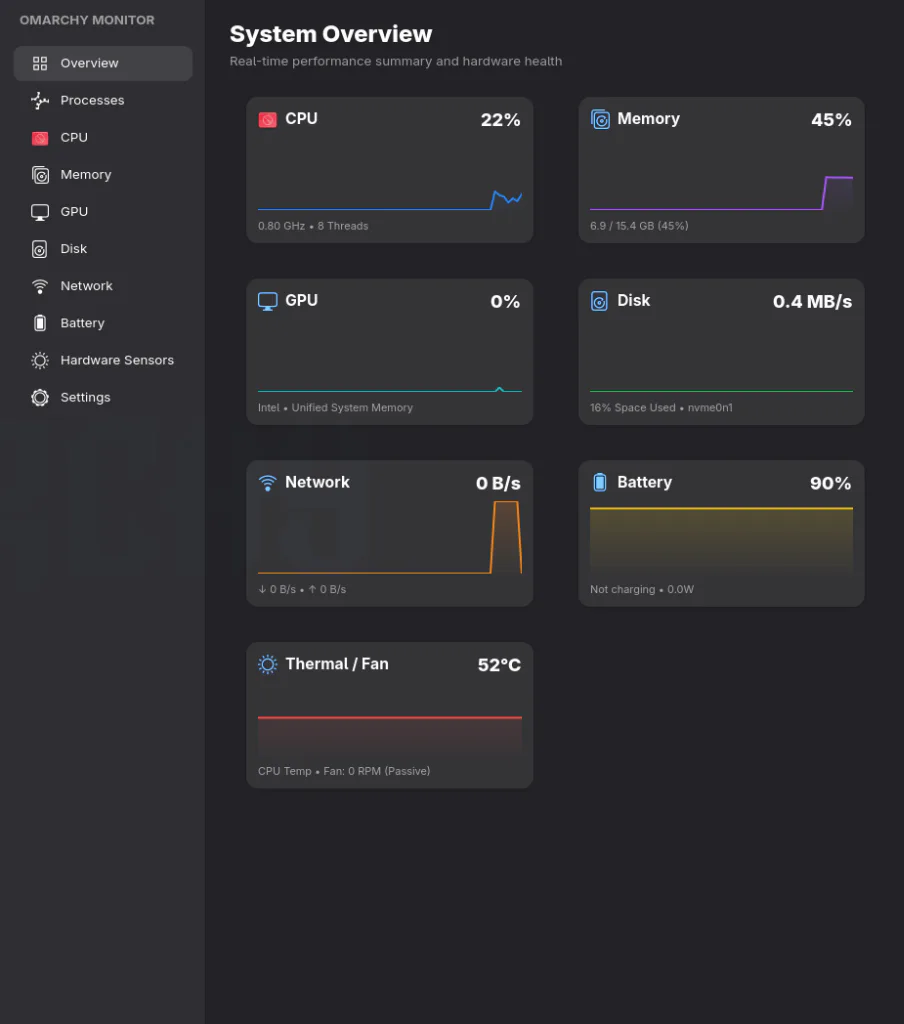 OMARCHY MONITOR
Overview
Processes
CPU
Memory
GPU
Disk
Network
Battery
Hardware Sensors
Settings
System Overview
Real-time performance summary and hardware health
CPU 22%
0.80 GHz • 8 Threads
Memory 45%
6.9 / 15.4 GB (45%)
GPU 0%
Intel • Unified System Memory
Disk 0.4 MB/s
16% Space Used • nvme0n1
Network 0 B/s
↓ 0 B/s • ↑ 0 B/s
Battery 90%
Not charging • 0.0W
Thermal / Fan 52°C
CPU Temp • Fan: 0 RPM (Passive)